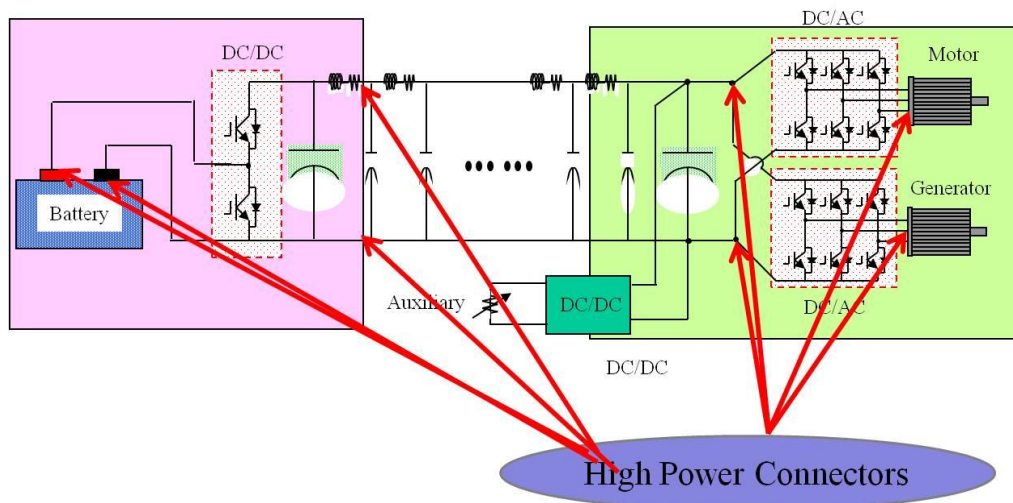 DC/AC
DC/DC
Motor
Battery
Generator
Auxiliary
DC/DC
DC/AC
DC/DC
High Power Connectors